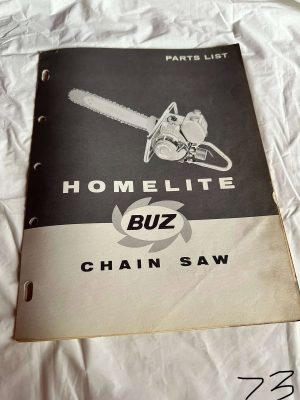 PARTS LIST
HOMELITE
BUZ
CHAIN SAW
73